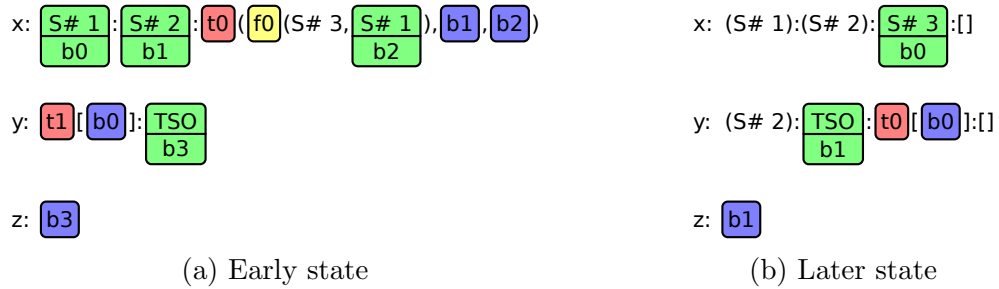 x: S# 1 : S# 2 : t0 ( f0 (S# 3, S# 1 ), b1 , b2 )
b0 b1 b2
y: t1 [ b0 ]: TSO
b3
z: b3
(a) Early state
x: (S# 1):(S# 2): S# 3 :[]
b0
y: (S# 2): TSO : t0 [ b0 ]:[]
b1
z: b1
(b) Later state